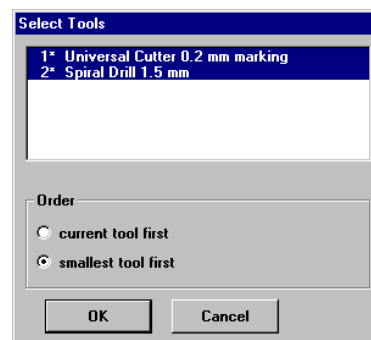 Select Tools
1* Universal Cutter 0.2 mm marking
2* Spiral Drill 1.5 mm
Order
current tool first
smallest tool first
OK Cancel